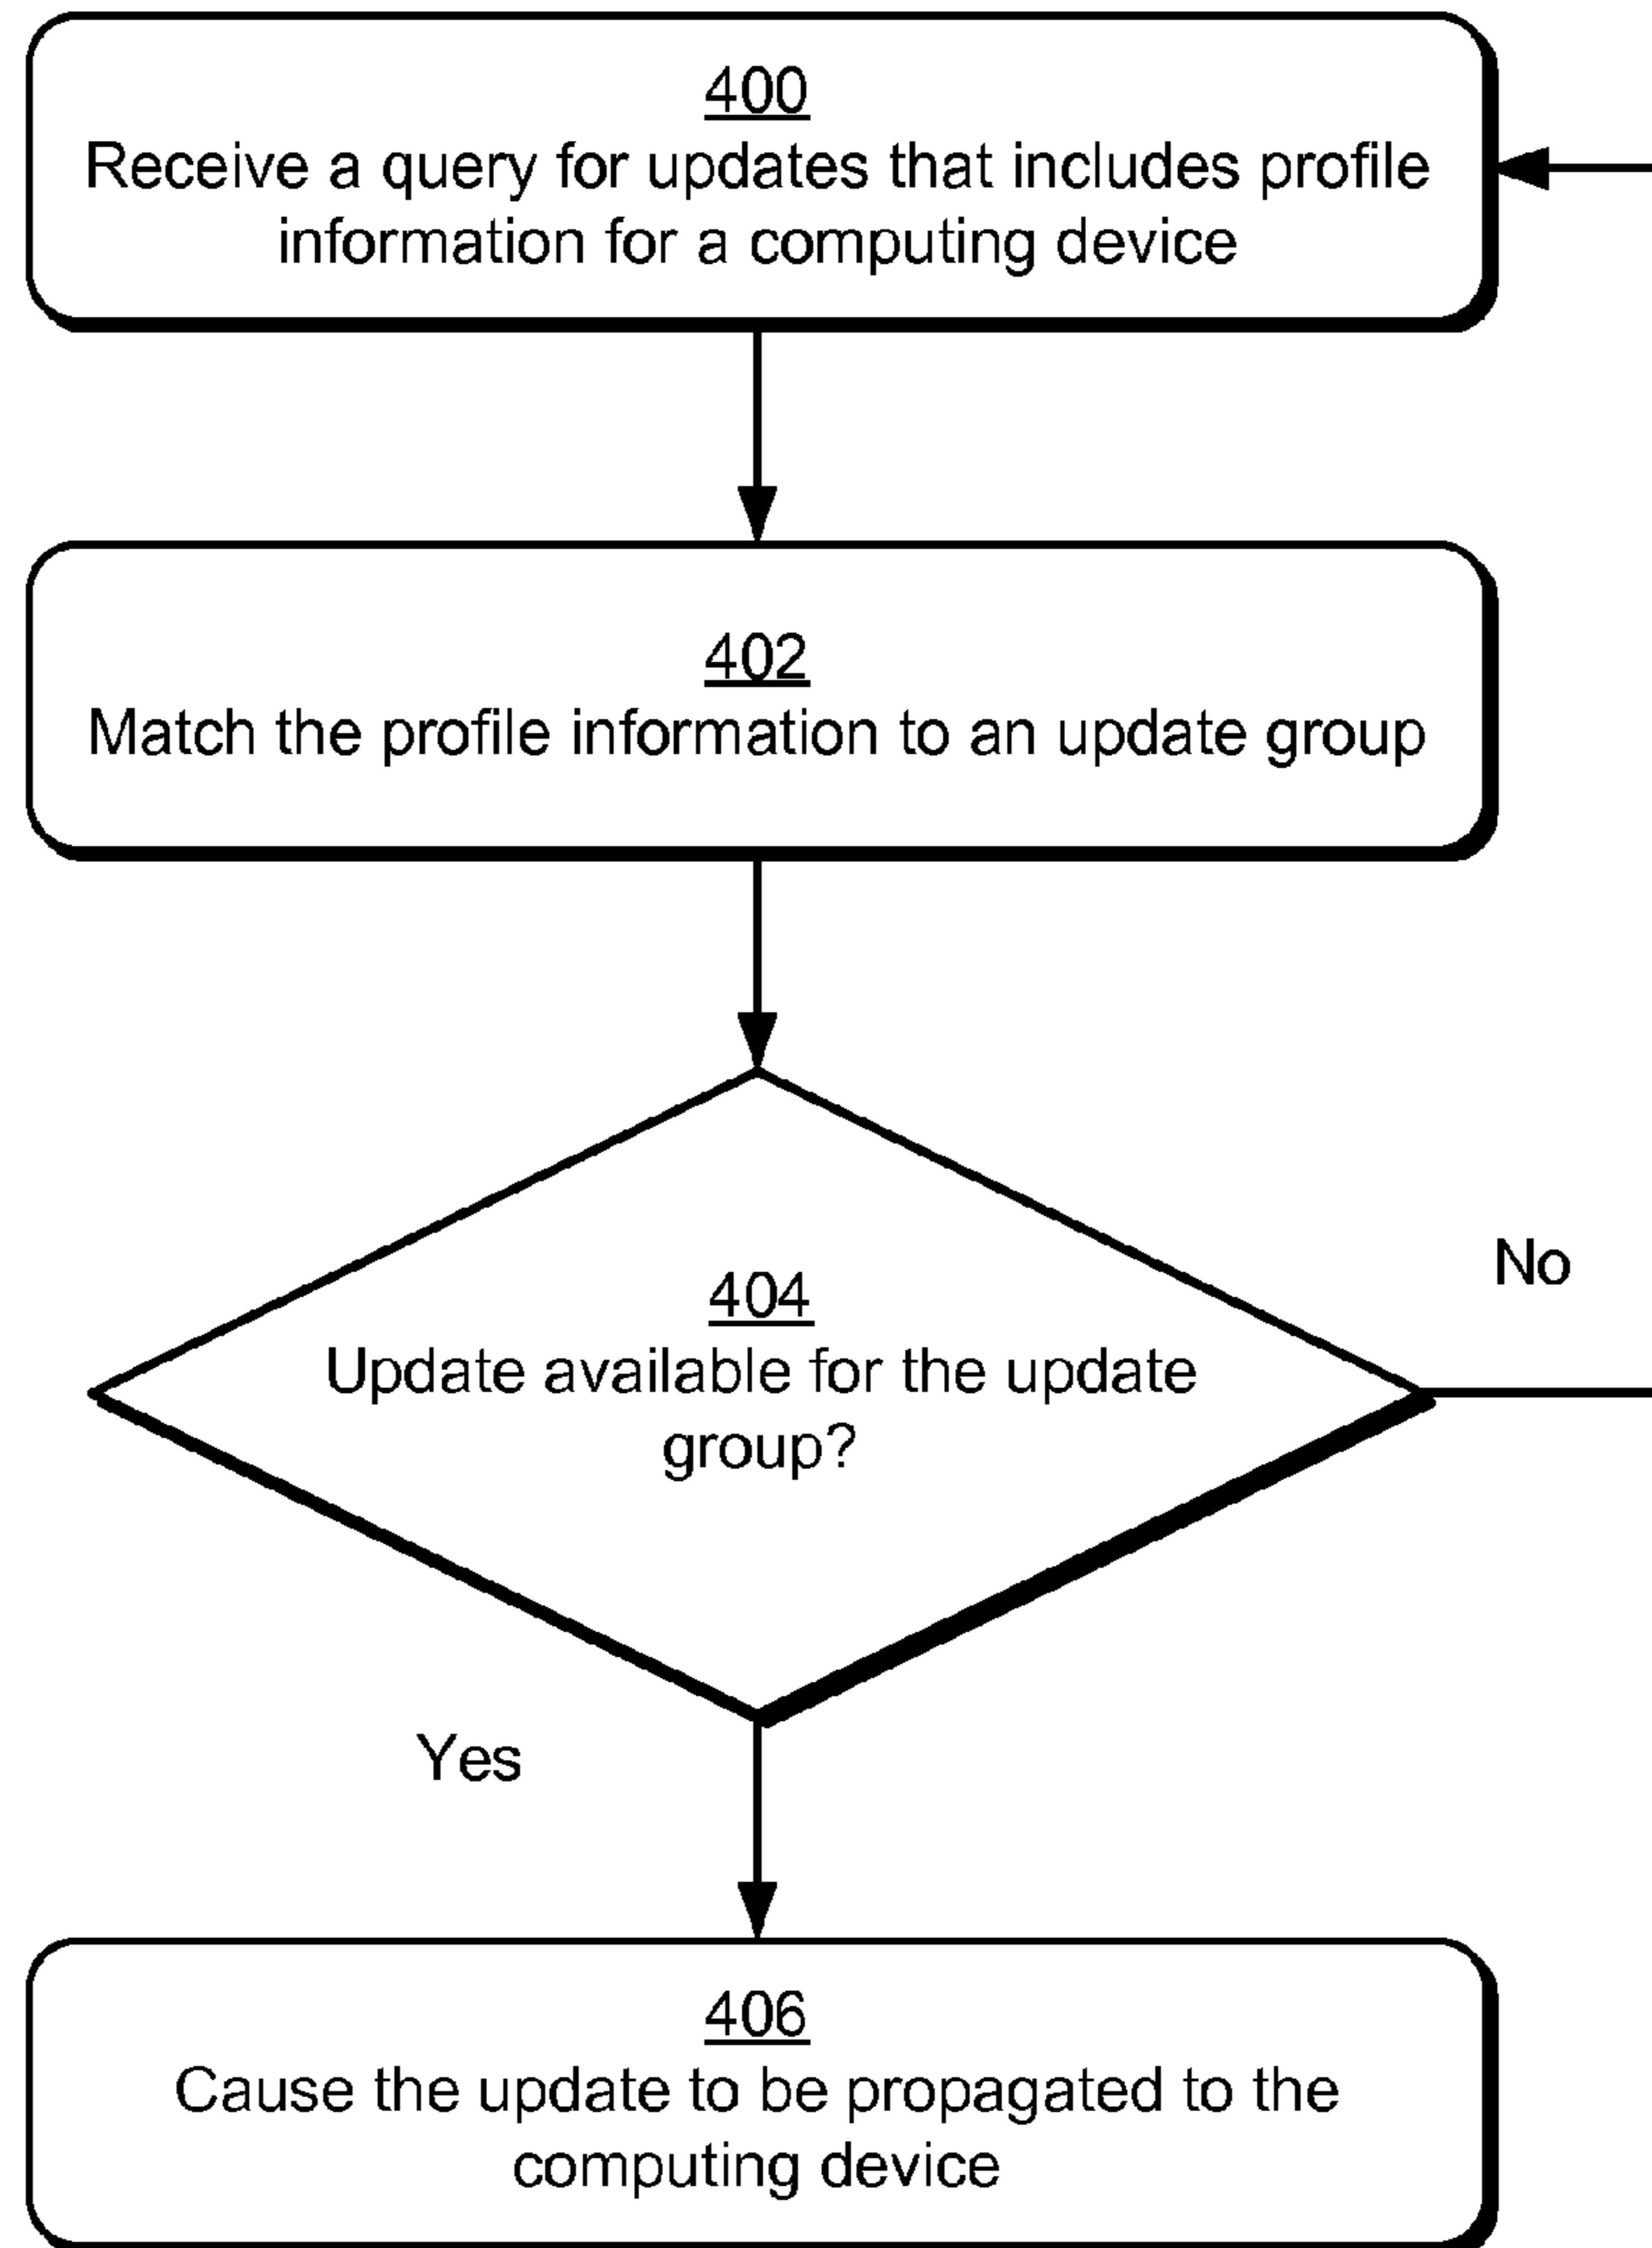 400
Receive a query for updates that includes profile
information for a computing device
402
Match the profile information to an update group
404
Update available for the update
group?
No
Yes
406
Cause the update to be propagated to the
computing device